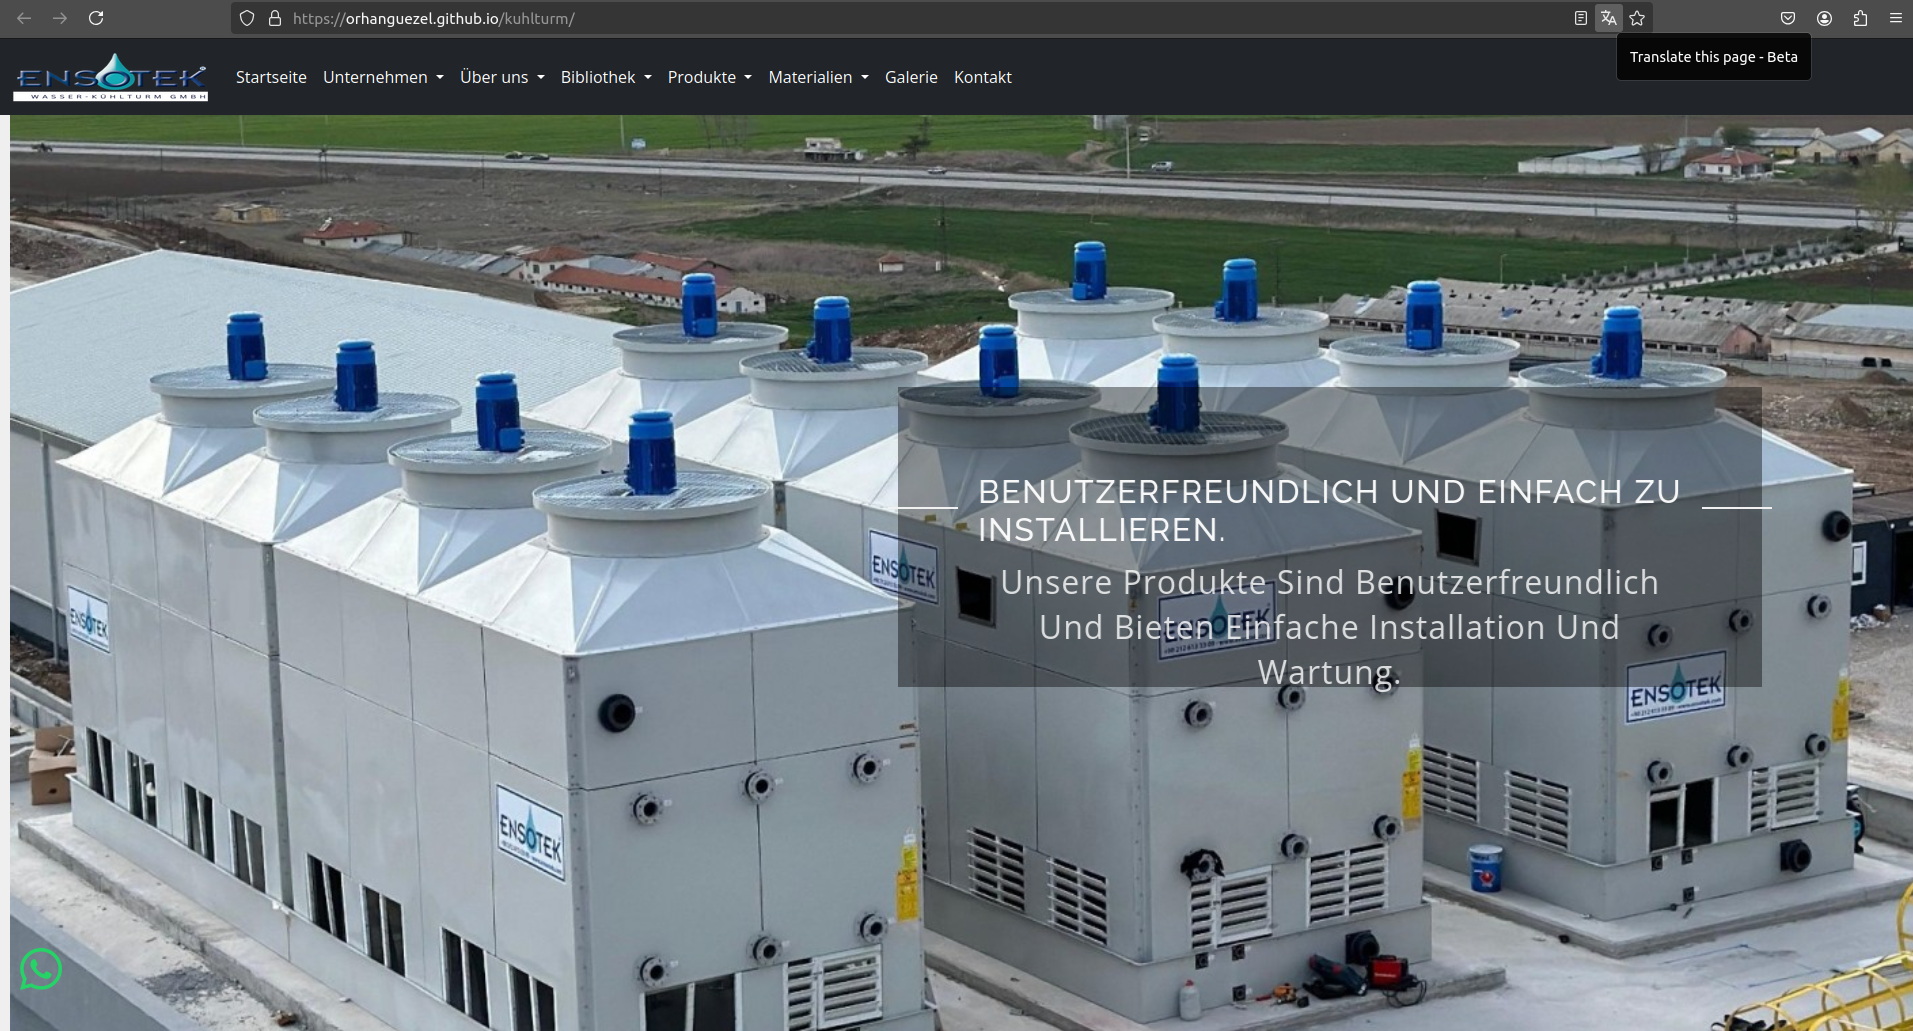 https://orhanguezel.github.io/kuhlturm/
Translate this page - Beta
ENSOTEK
WASSER-KÜHLTURM GMBH
Startseite Unternehmen Über uns Bibliothek Produkte Materialien Galerie Kontakt
BENUTZERFREUNDLICH UND EINFACH ZU
INSTALLIEREN.
Unsere Produkte Sind Benutzerfreundlich
Und Bieten Einfache Installation Und
Wartung.
ENSOTEK
ENSOTEK
ENSOTEK
ENSOTEK
ENSOTEK